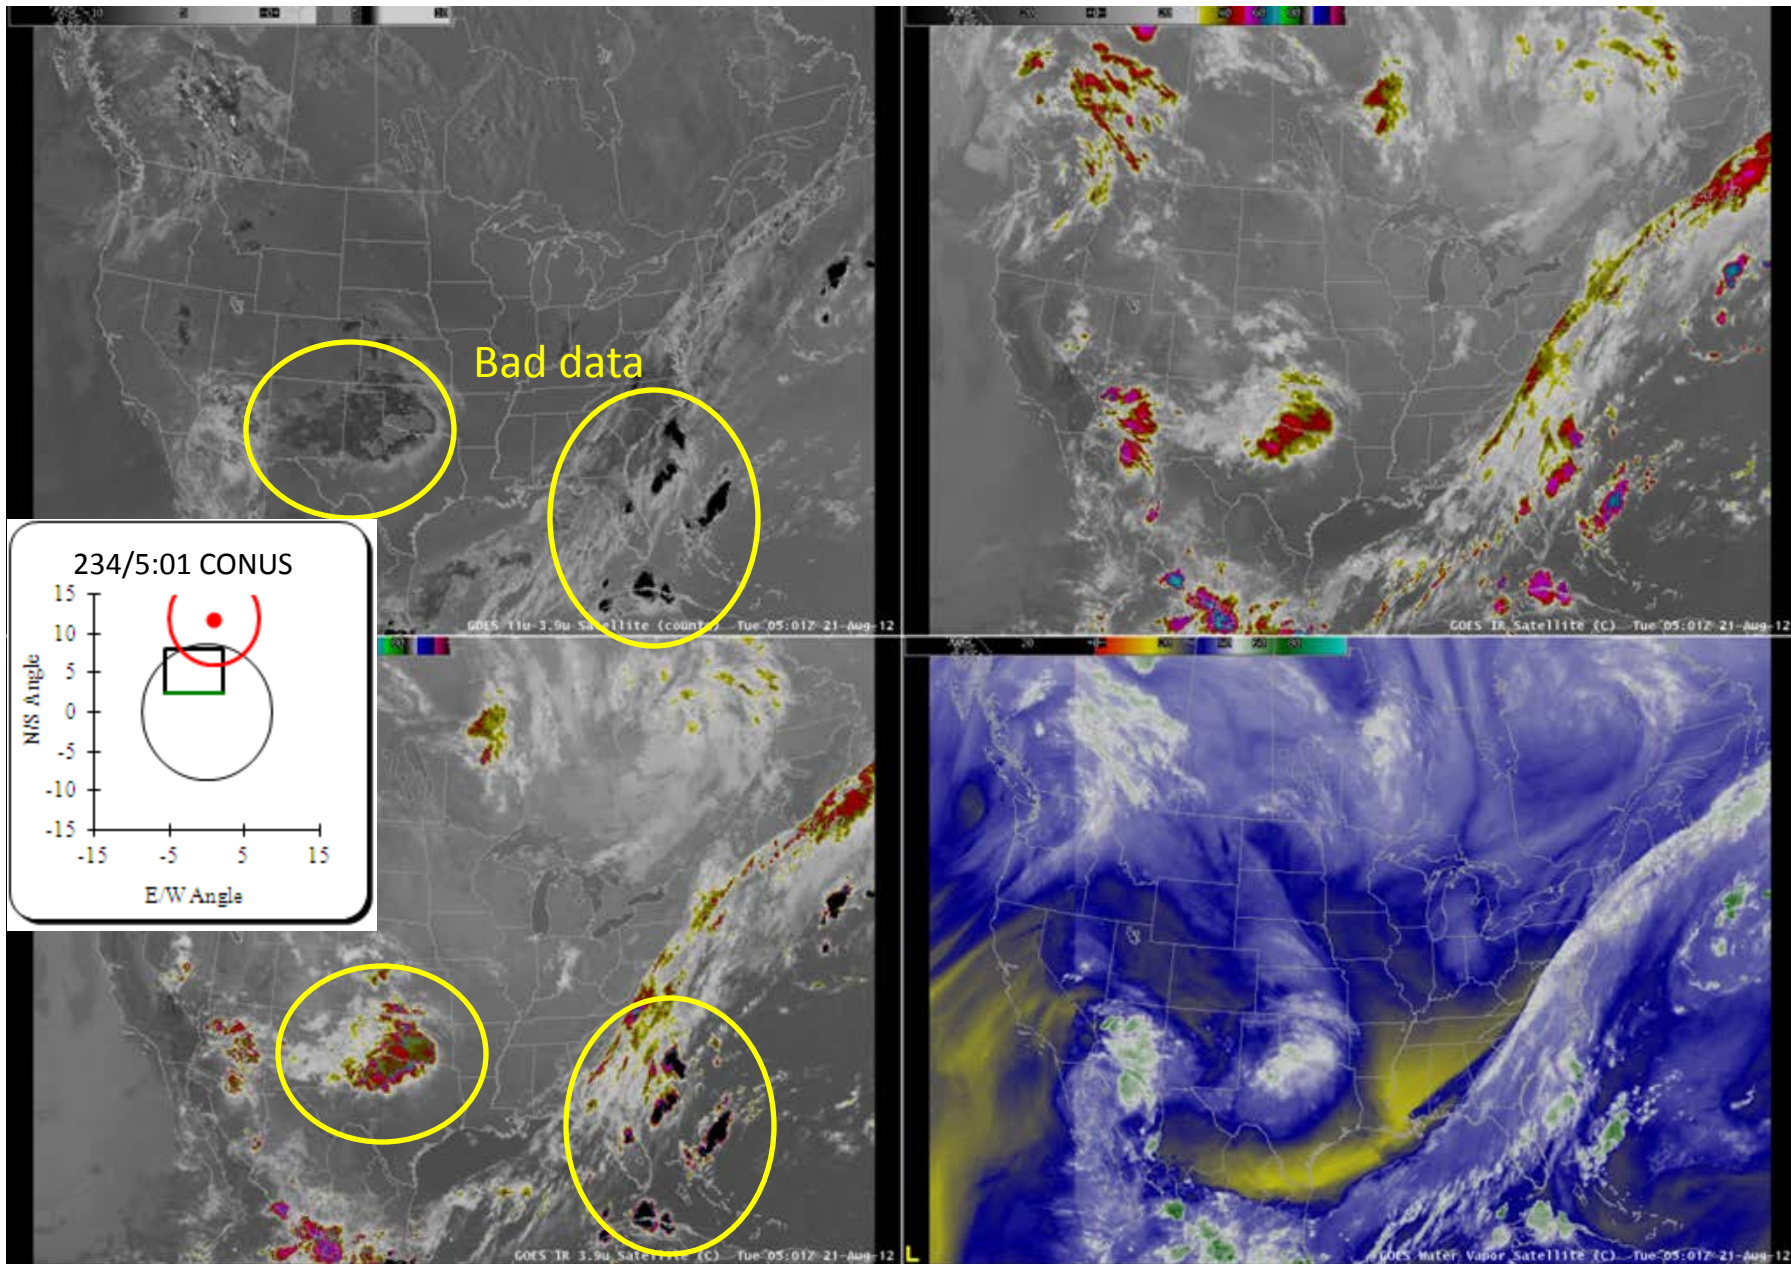 Bad data
GOES 11u-3.9u Satellite (counts) Tue 05:01Z 21-Aug-12
GOES IR Satellite (C) Tue 05:01Z 21-Aug-12
234/5:01 CONUS
15
10
5
0
-5
-10
-15
-15
-5
5
15
N/S Angle
E/W Angle
GOES IR 3.9u Satellite (C) Tue 05:01Z 21-Aug-12
L
GOES Water Vapor Satellite (C) Tue 05:01Z 21-Aug-12